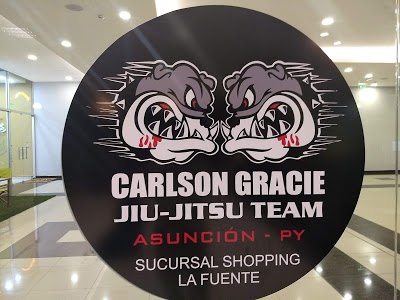 CARLSON GRACIE
JIU-JITSU TEAM
ASUNCIÓN - PY
SUCURSAL SHOPPING
LA FUENTE